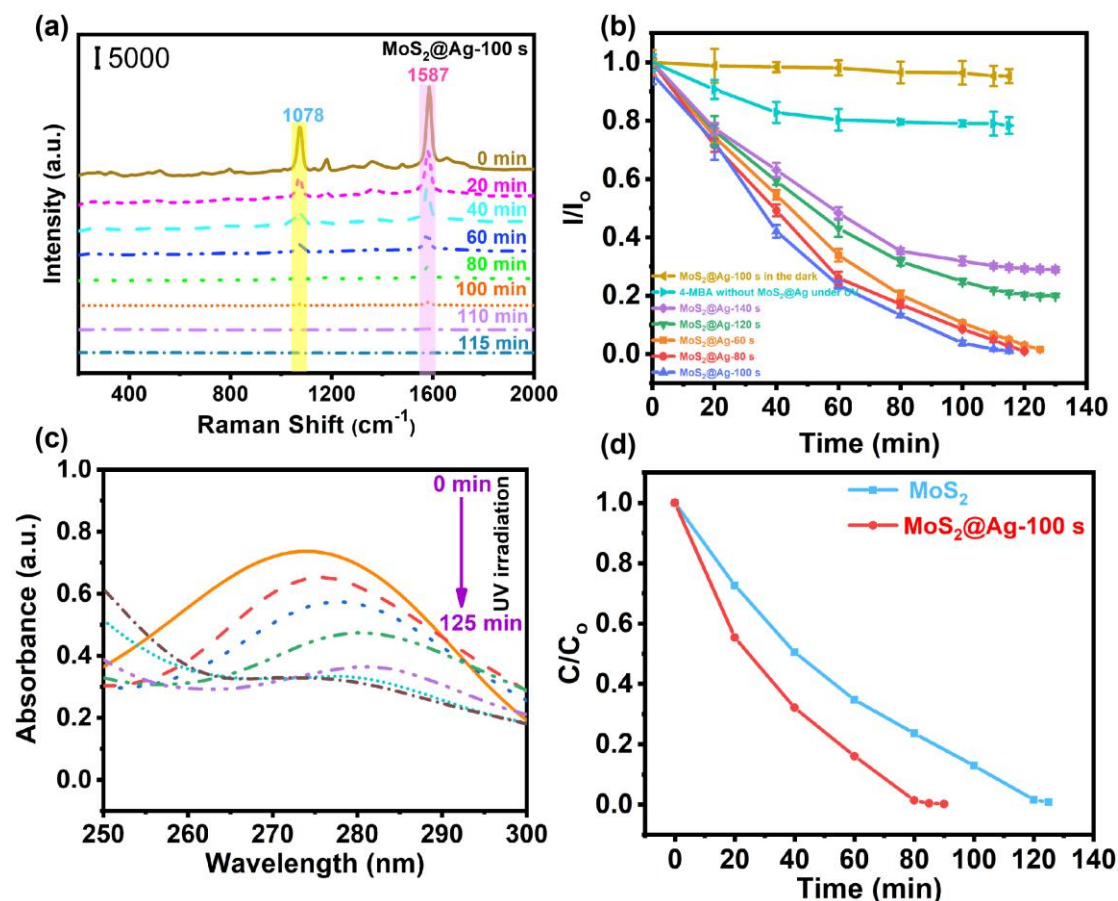 (a)
I 5000
MoS₂@Ag-100 s
1078
1587
0 min
20 min
40 min
60 min
80 min
100 min
110 min
115 min
Intensity (a.u.)
400 800 1200 1600 2000
Raman Shift (cm⁻¹)
(b)
I/Iₒ
1.0
0.8
0.6
0.4
0.2
0.0
MoS₂@Ag-100 s in the dark
4-MBA without MoS₂@Ag under UV
MoS₂@Ag-140 s
MoS₂@Ag-120 s
MoS₂@Ag-60 s
MoS₂@Ag-80 s
MoS₂@Ag-100 s
0 20 40 60 80 100 120 140
Time (min)
(c)
Absorbance (a.u.)
1.0
0.8
0.6
0.4
0.2
0.0
0 min
UV irradiation
125 min
250 260 270 280 290 300
Wavelength (nm)
(d)
C/Cₒ
1.0
0.8
0.6
0.4
0.2
0.0
MoS₂
MoS₂@Ag-100 s
0 20 40 60 80 100 120 140
Time (min)